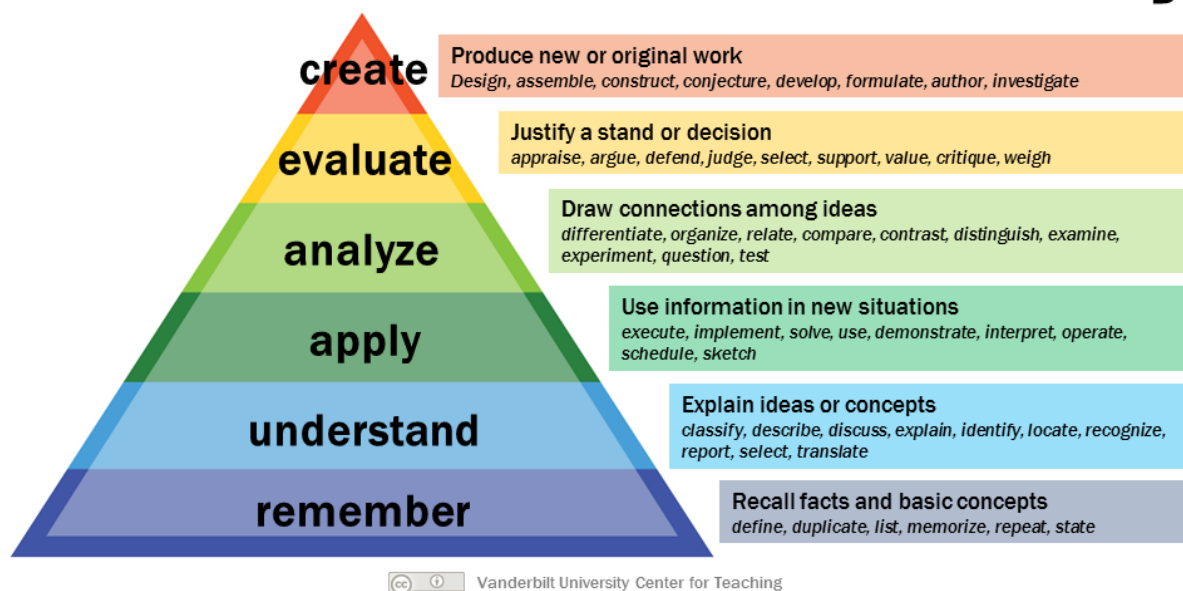 create
Produce new or original work
Design, assemble, construct, conjecture, develop, formulate, author, investigate
evaluate
Justify a stand or decision
appraise, argue, defend, judge, select, support, value, critique, weigh
analyze
Draw connections among ideas
differentiate, organize, relate, compare, contrast, distinguish, examine,
experiment, question, test
apply
Use information in new situations
execute, implement, solve, use, demonstrate, interpret, operate,
schedule, sketch
understand
Explain ideas or concepts
classify, describe, discuss, explain, identify, locate, recognize,
report, select, translate
remember
Recall facts and basic concepts
define, duplicate, list, memorize, repeat, state
cc
Vanderbilt University Center for Teaching